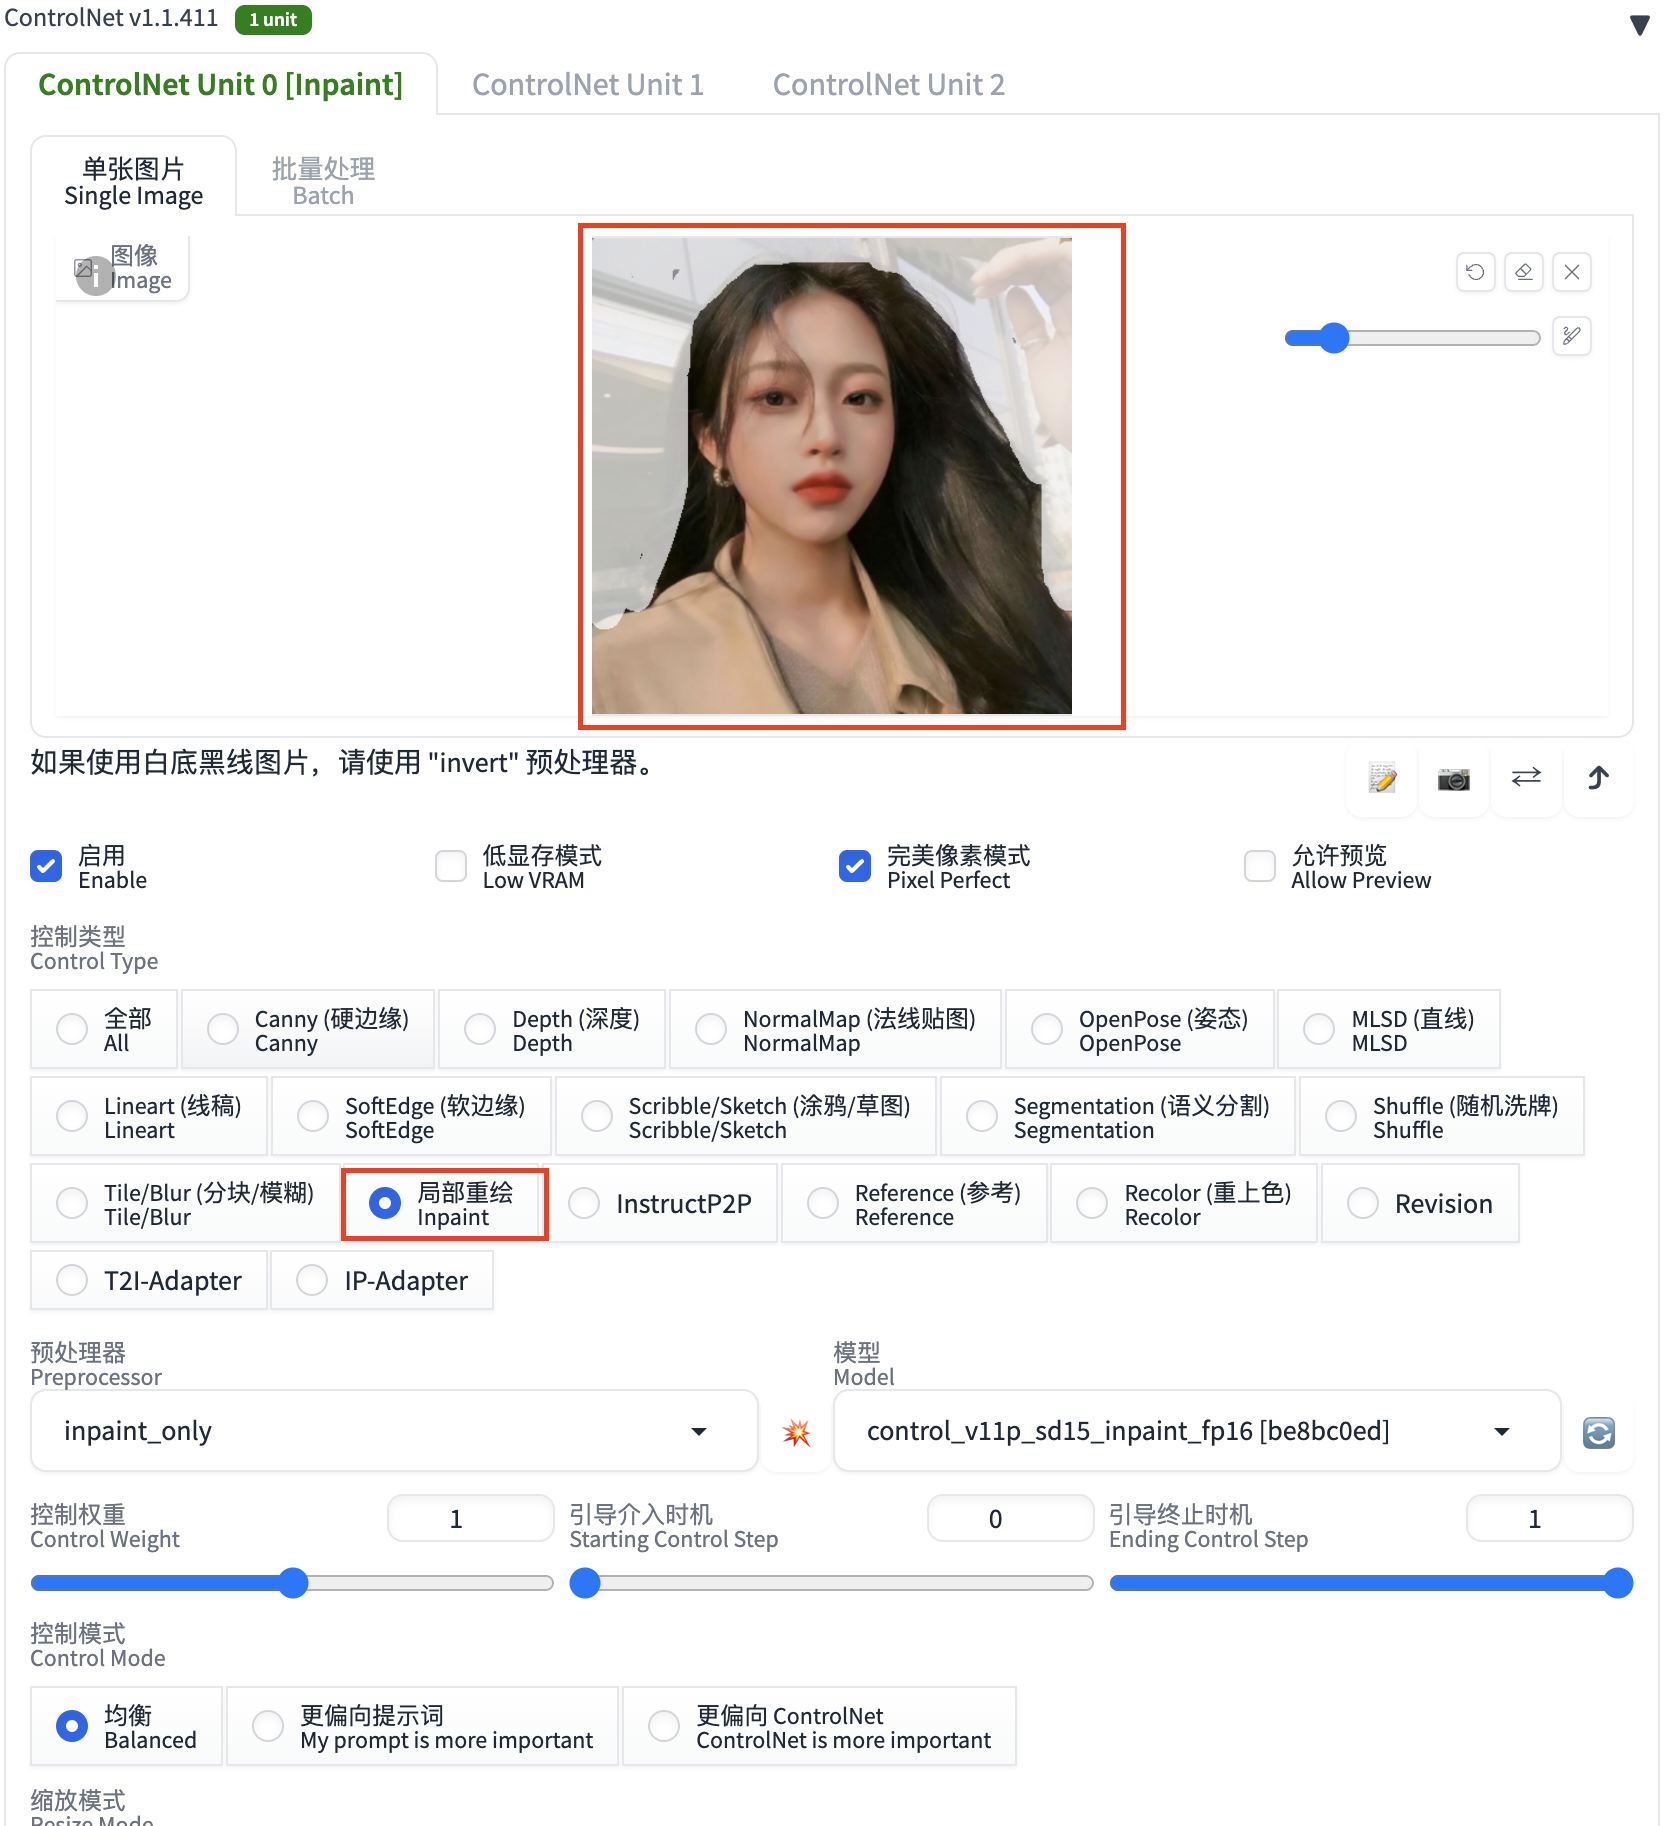 ControlNet v1.1.411
1 unit
ControlNet Unit 0 [Inpaint]
ControlNet Unit 1
ControlNet Unit 2
单张图片
Single Image
批量处理
Batch
图像
Image
如果使用白底黑线图片，请使用 "invert" 预处理器。
启用
Enable
低显存模式
Low VRAM
完美像素模式
Pixel Perfect
允许预览
Allow Preview
控制类型
Control Type
全部
All
Canny (硬边缘)
Canny
Depth (深度)
Depth
NormalMap (法线贴图)
NormalMap
OpenPose (姿态)
OpenPose
MLSD (直线)
MLSD
Lineart (线稿)
Lineart
SoftEdge (软边缘)
SoftEdge
Scribble/Sketch (涂鸦/草图)
Scribble/Sketch
Segmentation (语义分割)
Segmentation
Shuffle (随机洗牌)
Shuffle
Tile/Blur (分块/模糊)
Tile/Blur
局部重绘
Inpaint
InstructP2P
Reference (参考)
Reference
Recolor (重上色)
Recolor
Revision
T2I-Adapter
IP-Adapter
预处理器
Preprocessor
inpaint_only
模型
Model
control_v11p_sd15_inpaint_fp16 [be8bc0ed]
控制权重
Control Weight
1
引导介入时机
Starting Control Step
0
引导终止时机
Ending Control Step
1
控制模式
Control Mode
均衡
Balanced
更偏向提示词
My prompt is more important
更偏向 ControlNet
ControlNet is more important
缩放模式
Resize Mode